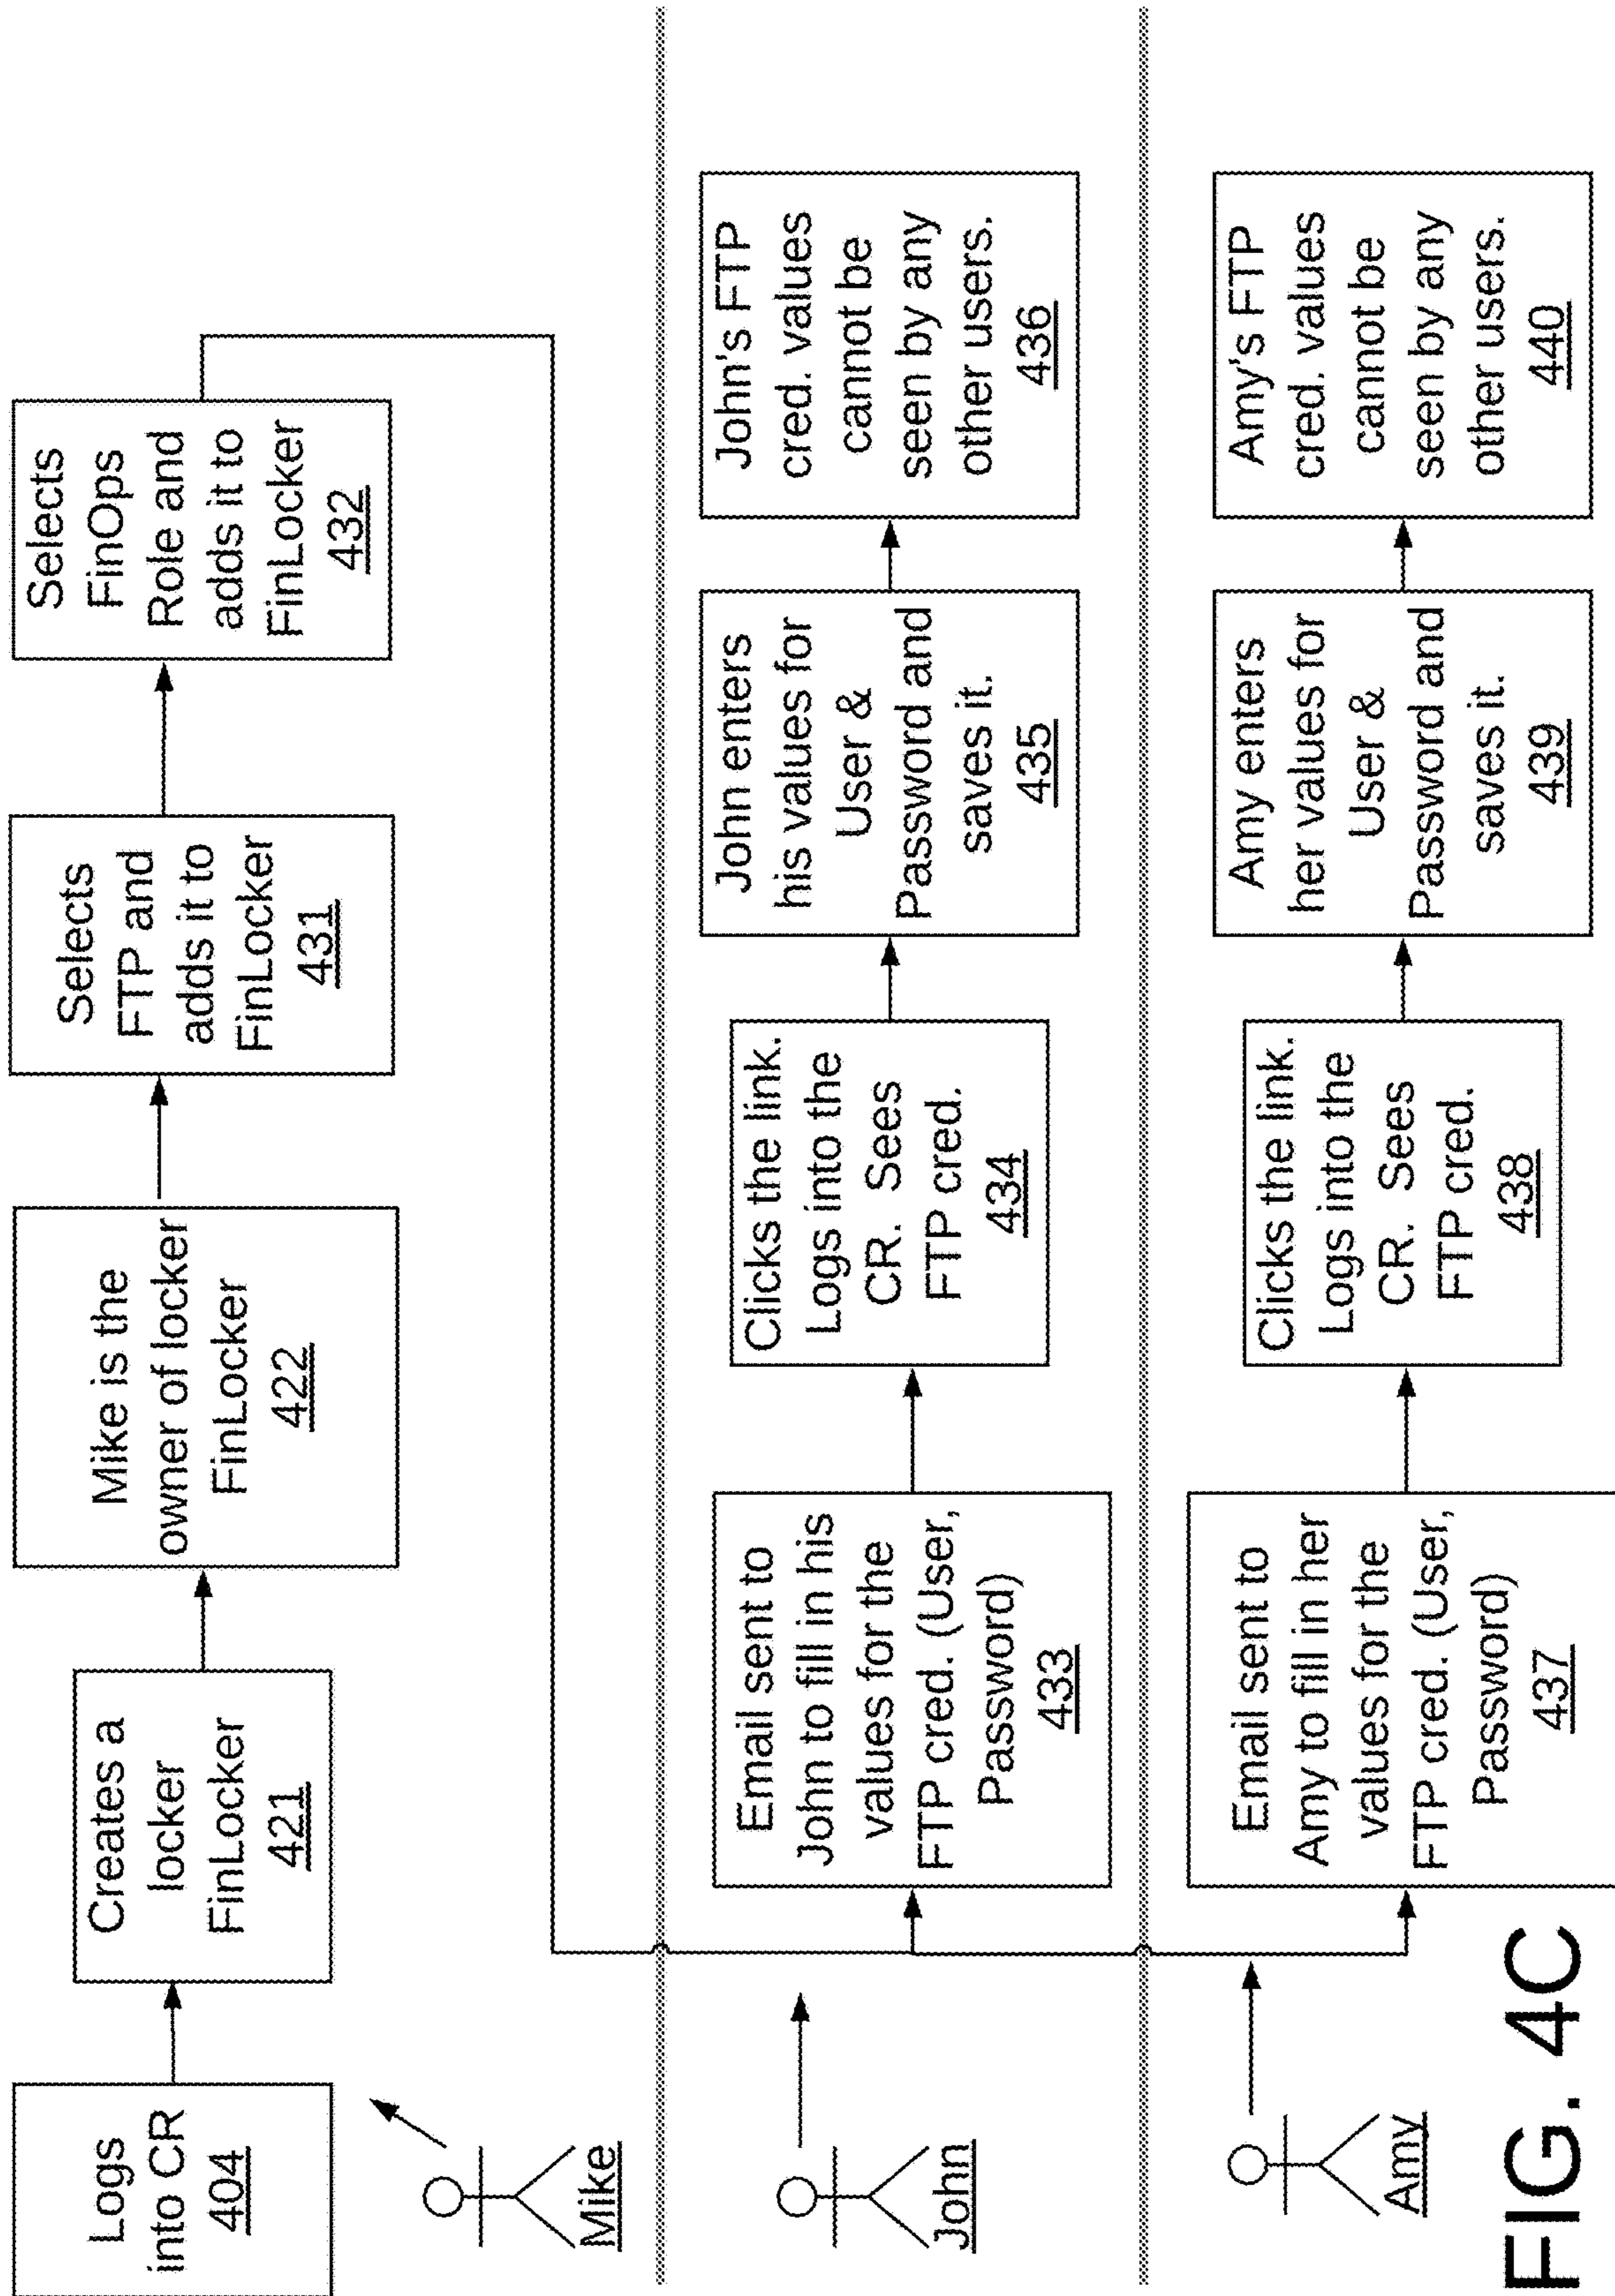 Logs
into CR
404
Creates a
locker
FinLocker
421
Mike is the
owner of locker
FinLocker
422
Selects
FTP and
adds it to
FinLocker
431
Selects
FinOps
Role and
adds it to
FinLocker
432
Mike
Email sent to
John to fill in his
values for the
FTP cred. (User,
Password)
433
Clicks the link.
Logs into the
CR. Sees
FTP cred.
434
John enters
his values for
User &
Password and
saves it.
435
John's FTP
cred. values
cannot be
seen by any
other users.
436
John
Email sent to
Amy to fill in her
values for the
FTP cred. (User,
Password)
437
Clicks the link.
Logs into the
CR. Sees
FTP cred.
438
Amy enters
her values for
User &
Password and
saves it.
439
Amy's FTP
cred. values
cannot be
seen by any
other users.
440
Amy
FIG. 4C